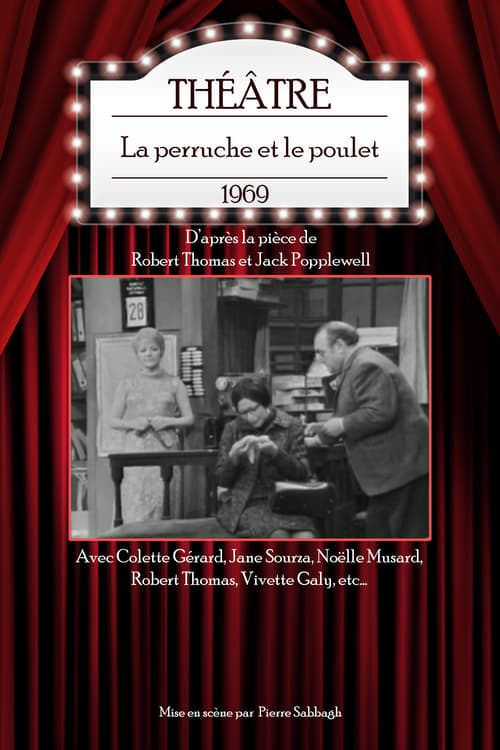 THÉÂTRE
La perruche et le poulet
1969
D'après la pièce de
Robert Thomas et Jack Popplewell
28
Avec Colette Gérard, Jane Sourza, Noëlle Musard,
Robert Thomas, Vivette Galy, etc...
Mise en scène par Pierre Sabbagh